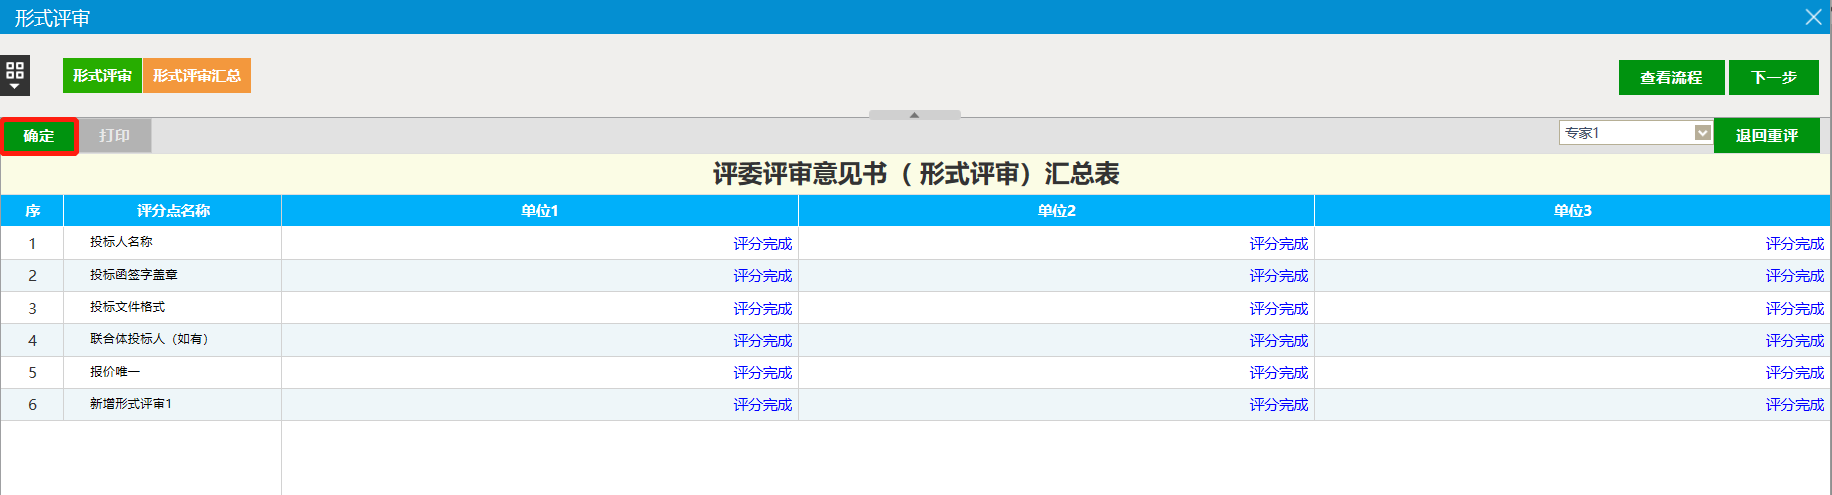 形式评审
形式评审 形式评审汇总 查看流程 下一步
确定 打印 专家1 退回重评
评委评审意见书（ 形式评审）汇总表
序 评分点名称 单位1 单位2 单位3
1 投标人名称 评分完成 评分完成 评分完成
2 投标函签字盖章 评分完成 评分完成 评分完成
3 投标文件格式 评分完成 评分完成 评分完成
4 联合体投标人（如有） 评分完成 评分完成 评分完成
5 报价唯一 评分完成 评分完成 评分完成
6 新增形式评审1 评分完成 评分完成 评分完成